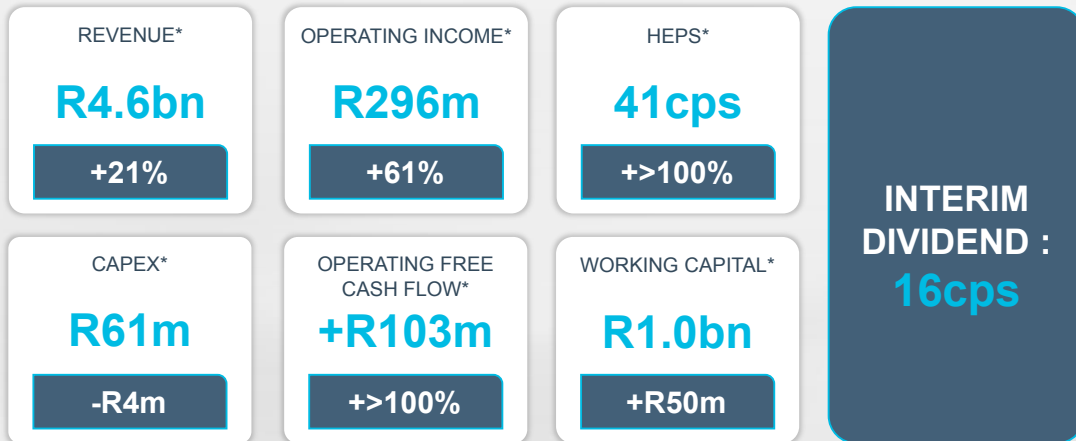 REVENUE*
R4.6bn
+21%
OPERATING INCOME*
R296m
+61%
HEPS*
41cps
+>100%
CAPEX*
R61m
-R4m
OPERATING FREE
CASH FLOW*
+R103m
+>100%
WORKING CAPITAL*
R1.0bn
+R50m
INTERIM
DIVIDEND :
16cps